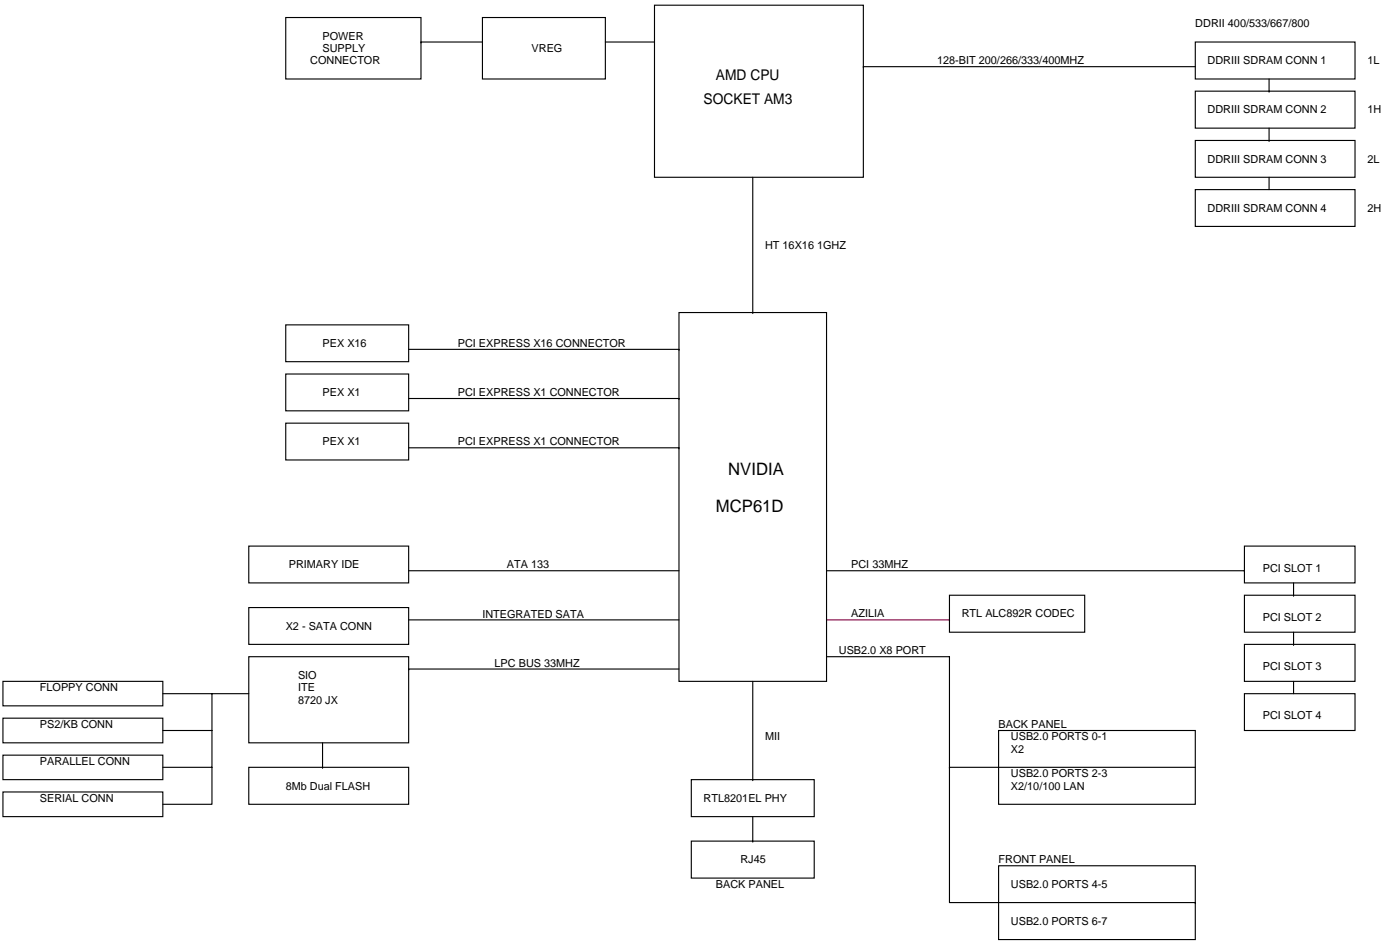 POWER
SUPPLY
CONNECTOR
VREG
AMD CPU
SOCKET AM3
128-BIT 200/266/333/400MHZ
DDRII 400/533/667/800
DDRIII SDRAM CONN 1
1L
DDRIII SDRAM CONN 2
1H
DDRIII SDRAM CONN 3
2L
DDRIII SDRAM CONN 4
2H
HT 16X16 1GHZ
PEX X16
PCI EXPRESS X16 CONNECTOR
PEX X1
PCI EXPRESS X1 CONNECTOR
PEX X1
PCI EXPRESS X1 CONNECTOR
NVIDIA
MCP61D
PRIMARY IDE
ATA 133
X2 - SATA CONN
INTEGRATED SATA
SIO
ITE
8720 JX
LPC BUS 33MHZ
FLOPPY CONN
PS2/KB CONN
PARALLEL CONN
SERIAL CONN
8Mb Dual FLASH
PCI 33MHZ
PCI SLOT 1
PCI SLOT 2
PCI SLOT 3
PCI SLOT 4
AZILIA
RTL ALC892R CODEC
USB2.0 X8 PORT
MII
RTL8201EL PHY
RJ45
BACK PANEL
BACK PANEL
USB2.0 PORTS 0-1
X2
USB2.0 PORTS 2-3
X2/10/100 LAN
FRONT PANEL
USB2.0 PORTS 4-5
USB2.0 PORTS 6-7